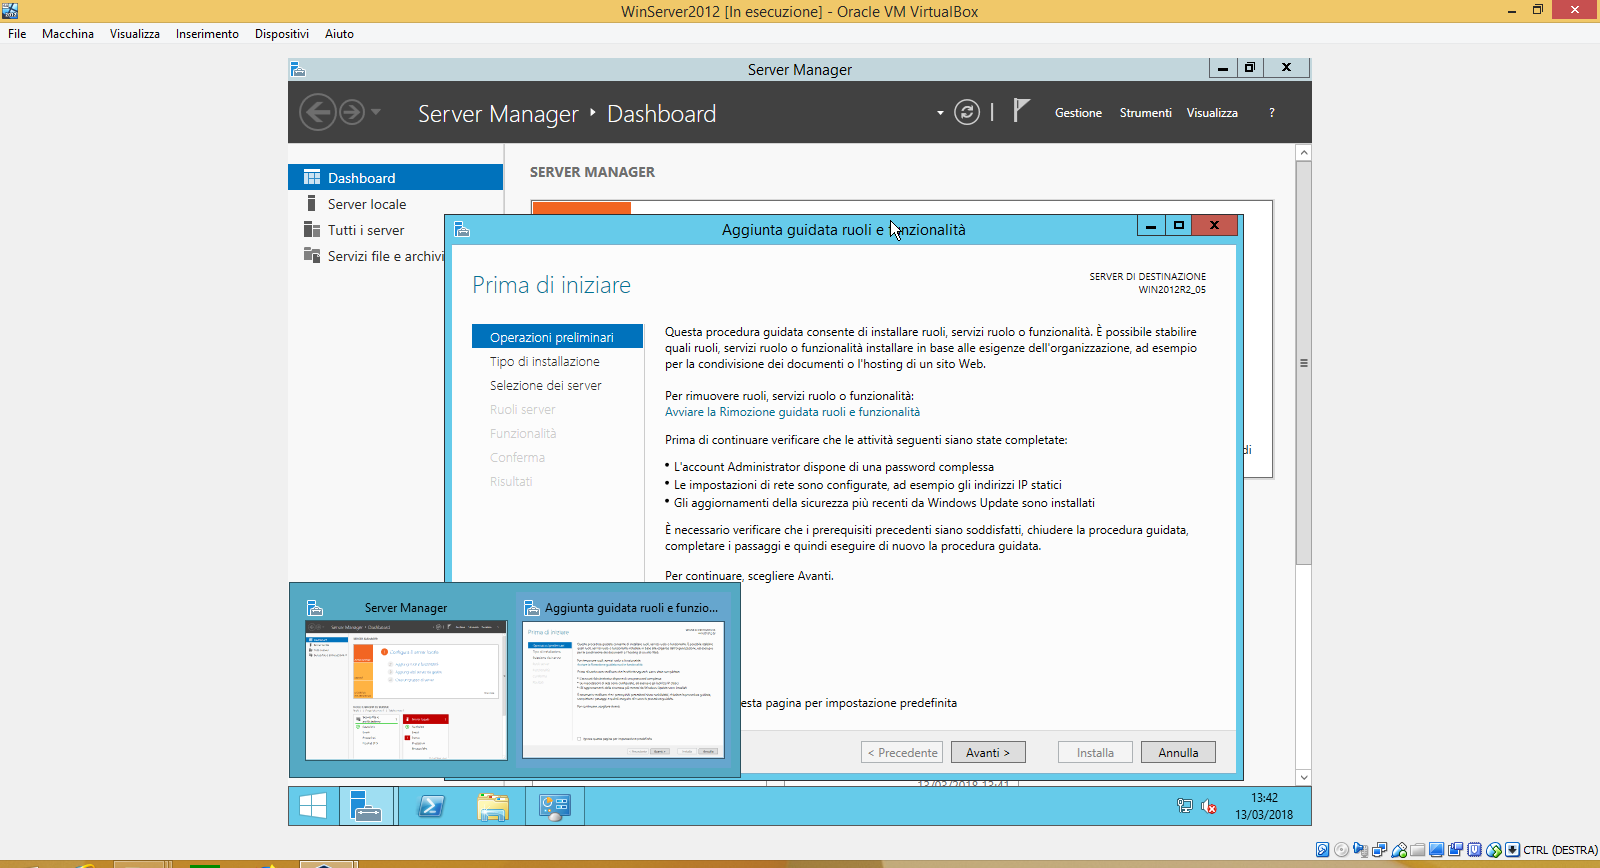 WinServer2012 [In esecuzione] - Oracle VM VirtualBox
File Macchina Visualizza Inserimento Dispositivi Aiuto
Server Manager
Server Manager Dashboard
Gestione Strumenti Visualizza ?
Dashboard
Server locale
Tutti i server
Servizi file e archivi
SERVER MANAGER
Aggiunta guidata ruoli e funzionalità
Prima di iniziare
SERVER DI DESTINAZIONE
WIN2012R2_05
Operazioni preliminari
Tipo di installazione
Selezione dei server
Ruoli server
Funzionalità
Conferma
Risultati
Questa procedura guidata consente di installare ruoli, servizi ruolo o funzionalità. È possibile stabilire
quali ruoli, servizi ruolo o funzionalità installare in base alle esigenze dell'organizzazione, ad esempio
per la condivisione dei documenti o l'hosting di un sito Web.
Per rimuovere ruoli, servizi ruolo o funzionalità:
Avviare la Rimozione guidata ruoli e funzionalità
Prima di continuare verificare che le attività seguenti siano state completate:
• L'account Administrator dispone di una password complessa
• Le impostazioni di rete sono configurate, ad esempio gli indirizzi IP statici
• Gli aggiornamenti della sicurezza più recenti da Windows Update sono installati
È necessario verificare che i prerequisiti precedenti siano soddisfatti, chiudere la procedura guidata,
completare i passaggi e quindi eseguire di nuovo la procedura guidata.
Per continuare, scegliere Avanti.
di
esta pagina per impostazione predefinita
< Precedente Avanti > Installa Annulla
Server Manager
Aggiunta guidata ruoli e funzio...
Prima di iniziare
13/03/2018 13:41
13:42
13/03/2018
CTRL (DESTRA)